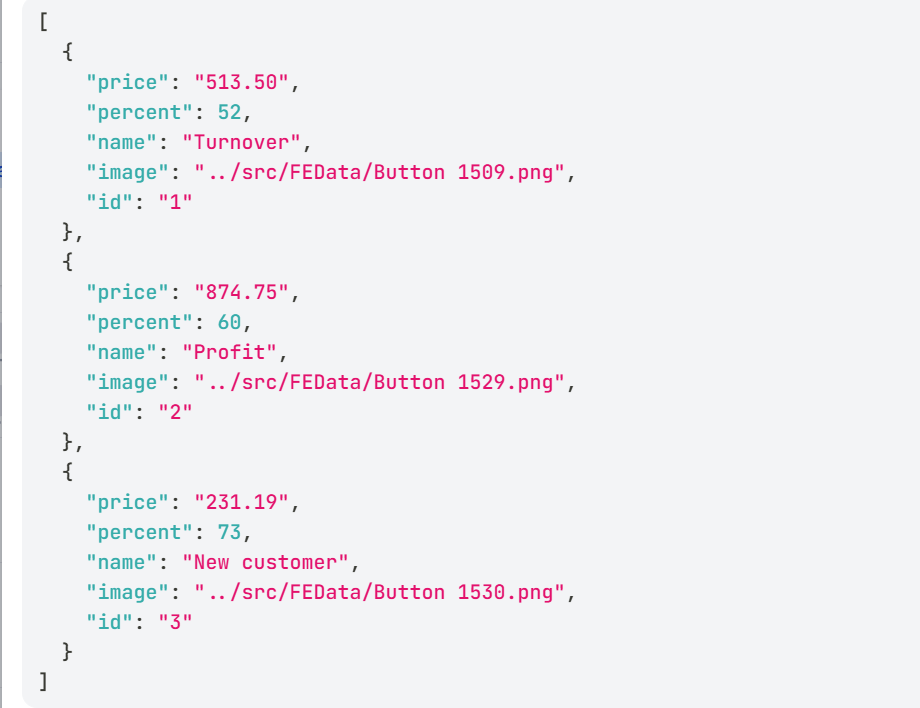 [
  {
    "price": "513.50",
    "percent": 52,
    "name": "Turnover",
    "image": "../src/FEData/Button 1509.png",
    "id": "1"
  },
  {
    "price": "874.75",
    "percent": 60,
    "name": "Profit",
    "image": "../src/FEData/Button 1529.png",
    "id": "2"
  },
  {
    "price": "231.19",
    "percent": 73,
    "name": "New customer",
    "image": "../src/FEData/Button 1530.png",
    "id": "3"
  }
]